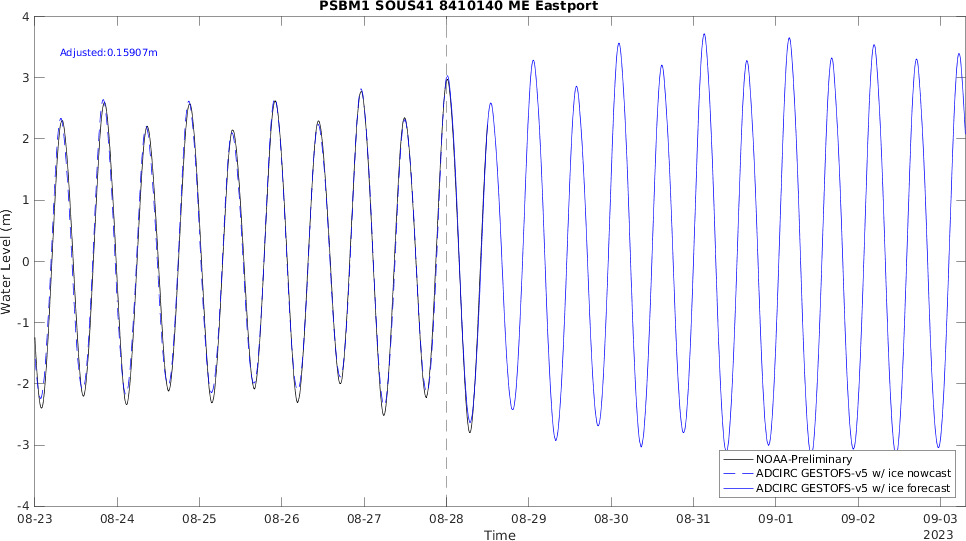 PSBM1 SOUS41 8410140 ME Eastport
Adjusted:0.15907m
4
3
2
1
0
-1
-2
-3
-4
Water Level (m)
NOAA-Preliminary
ADCIRC GESTOFS-v5 w/ ice nowcast
ADCIRC GESTOFS-v5 w/ ice forecast
08-23 08-24 08-25 08-26 08-27 08-28 08-29 08-30 08-31 09-01 09-02 09-03
Time
2023